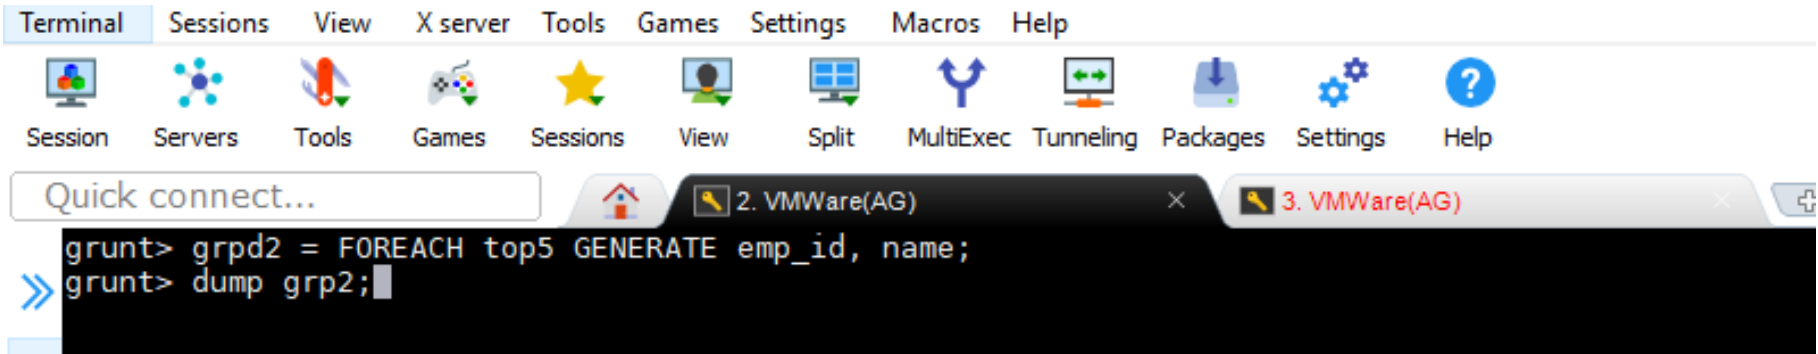 Terminal Sessions View X server Tools Games Settings Macros Help
Session Servers Tools Games Sessions View Split MultiExec Tunneling Packages Settings Help
Quick connect... 2. VMWare(AG) 3. VMWare(AG)
grunt> grpd2 = FOREACH top5 GENERATE emp_id, name;
grunt> dump grp2;